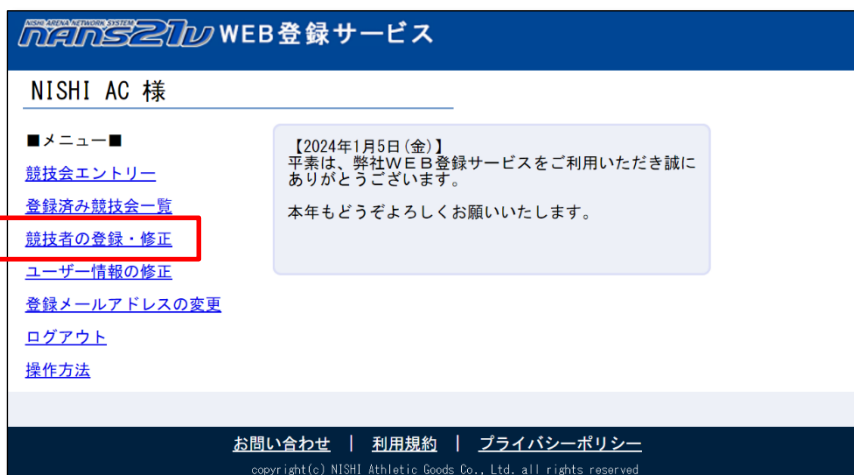 NISHI ARENA NETWORK SYSTEM
NANS21V WEB登録サービス
NISHI AC 様
■メニュー■
競技会エントリー
登録済み競技会一覧
競技者の登録・修正
ユーザー情報の修正
登録メールアドレスの変更
ログアウト
操作方法
【2024年1月5日(金)】
平素は、弊社ＷＥＢ登録サービスをご利用いただき誠に
ありがとうございます。
本年もどうぞよろしくお願いいたします。
お問い合わせ | 利用規約 | プライバシーポリシー
copyright(c) NISHI Athletic Goods Co., Ltd. all rights reserved